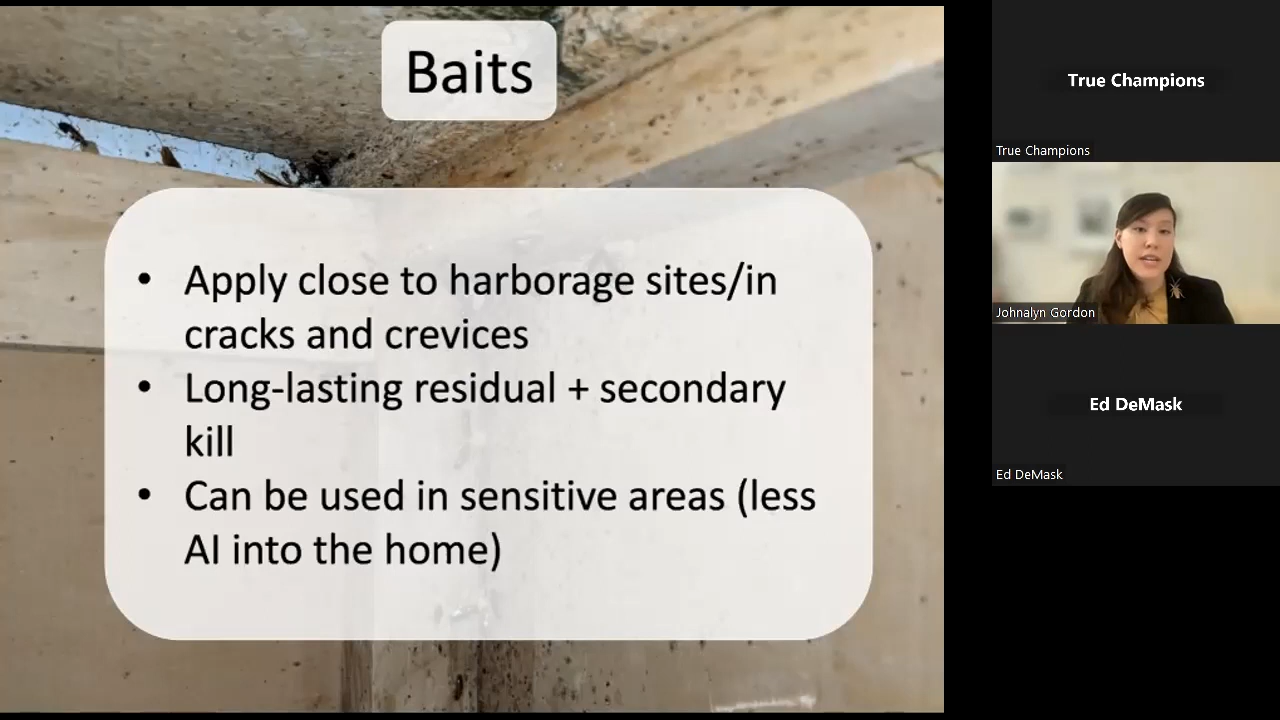 Baits
• Apply close to harborage sites/in
cracks and crevices
• Long-lasting residual + secondary
kill
• Can be used in sensitive areas (less
AI into the home)
True Champions
True Champions
Johnalyn Gordon
Ed DeMask
Ed DeMask